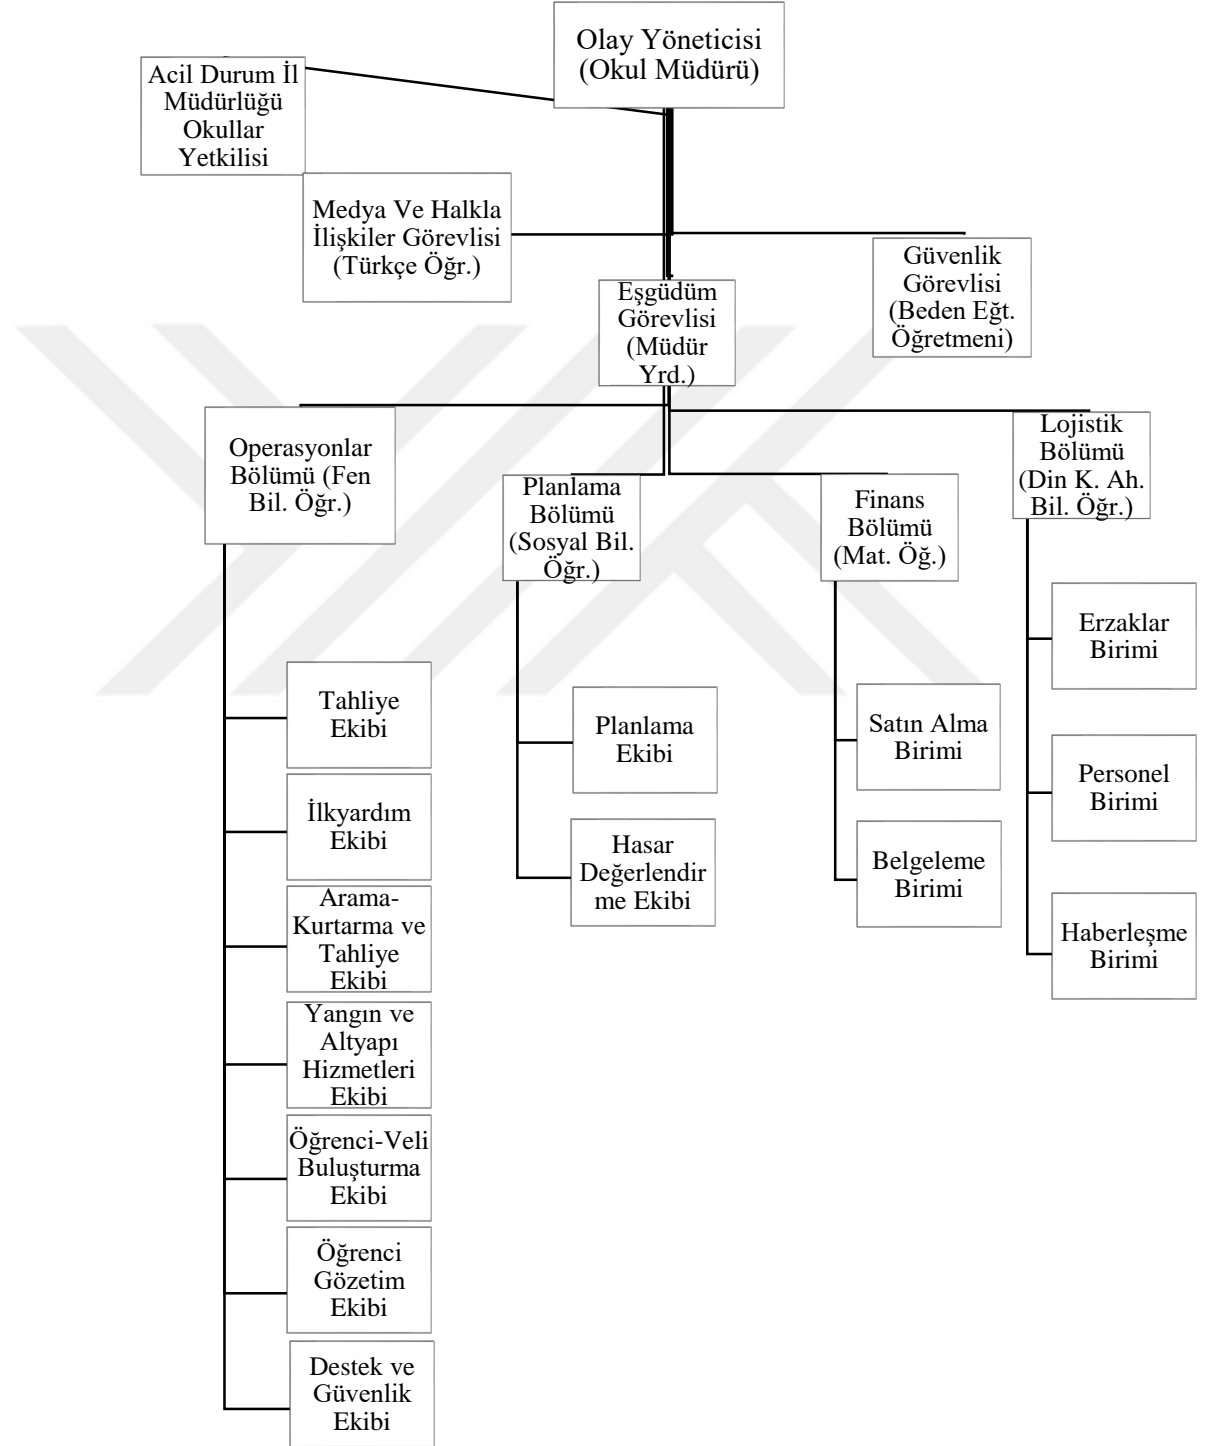 Olay Yöneticisi
(Okul Müdürü)
Acil Durum İl
Müdürlüğü
Okullar
Yetkilisi
Medya Ve Halkla
İlişkiler Görevlisi
(Türkçe Öğr.)
Güvenlik
Görevlisi
(Beden Eğt.
Öğretmeni)
Eşgüdüm
Görevlisi
(Müdür
Yrd.)
Operasyonlar
Bölümü (Fen
Bil. Öğr.)
Planlama
Bölümü
(Sosyal Bil.
Öğr.)
Finans
Bölümü
(Mat. Öğ.)
Lojistik
Bölümü
(Din K. Ah.
Bil. Öğr.)
Tahliye
Ekibi
İlkyardım
Ekibi
Arama-
Kurtarma ve
Tahliye
Ekibi
Yangın ve
Altyapı
Hizmetleri
Ekibi
Öğrenci-Veli
Buluşturma
Ekibi
Öğrenci
Gözetim
Ekibi
Destek ve
Güvenlik
Ekibi
Planlama
Ekibi
Hasar
Değerlendir
me Ekibi
Satın Alma
Birimi
Belgeleme
Birimi
Erzaklar
Birimi
Personel
Birimi
Haberleşme
Birimi